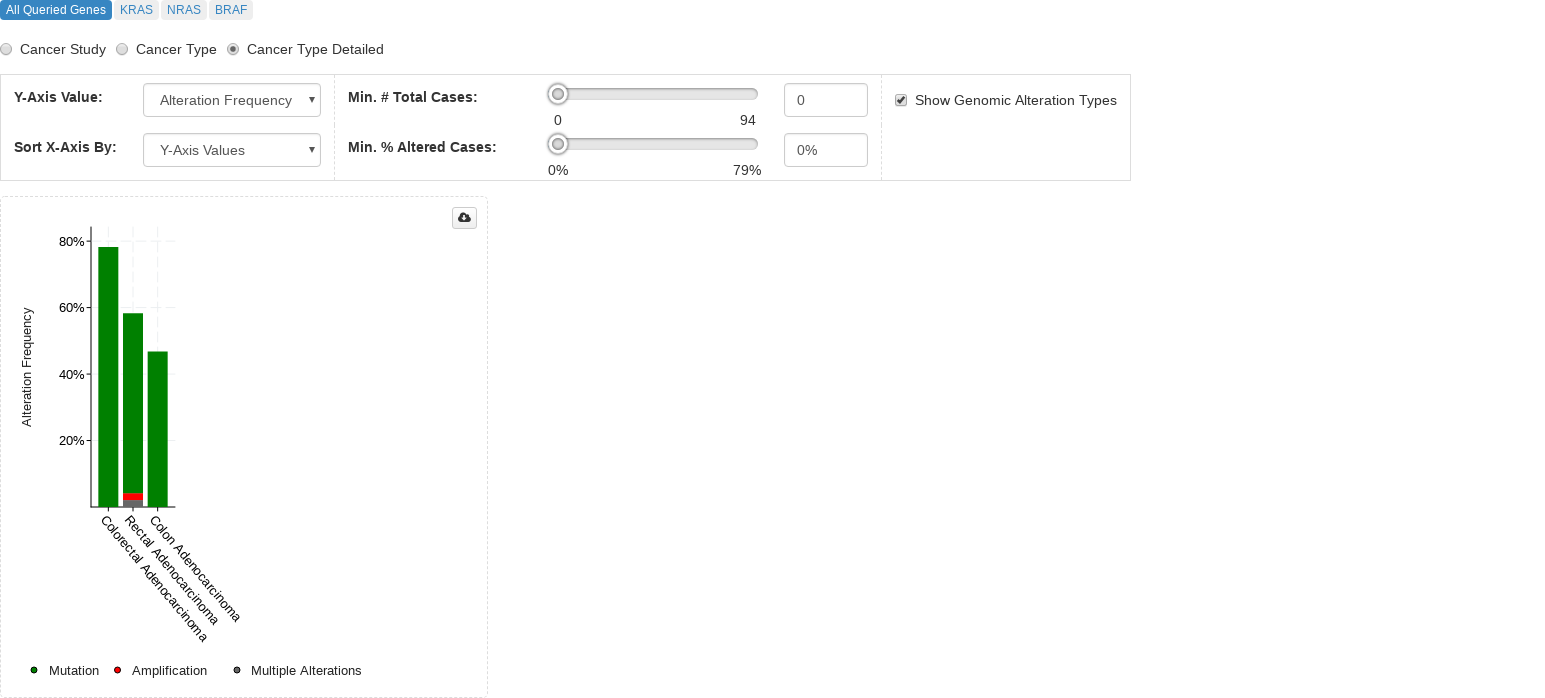 All Queried Genes KRAS NRAS BRAF
Cancer Study Cancer Type Cancer Type Detailed
Y-Axis Value: Alteration Frequency Min. # Total Cases: 0 Show Genomic Alteration Types
0 94
Sort X-Axis By: Y-Axis Values Min. % Altered Cases: 0%
0% 79%
80%
60%
40%
20%
Alteration Frequency
Colorectal Adenocarcinoma
Rectal Adenocarcinoma
Colon Adenocarcinoma
Mutation Amplification Multiple Alterations